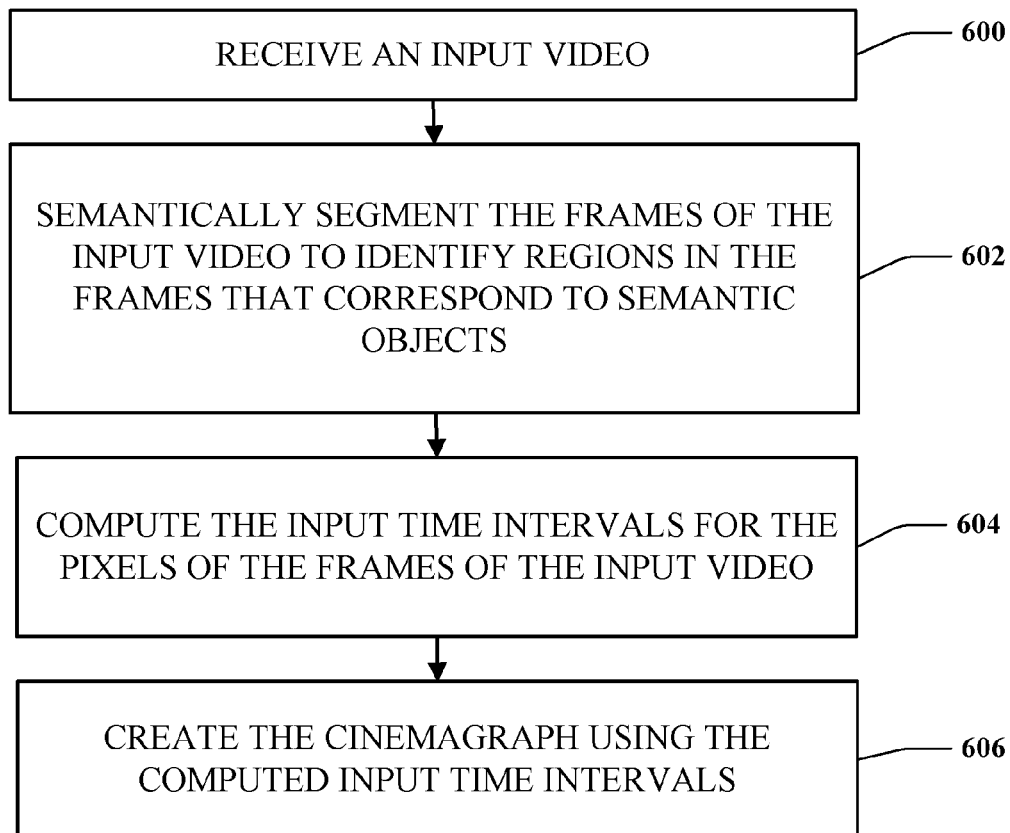 RECEIVE AN INPUT VIDEO
600
SEMANTICALLY SEGMENT THE FRAMES OF THE
INPUT VIDEO TO IDENTIFY REGIONS IN THE
FRAMES THAT CORRESPOND TO SEMANTIC
OBJECTS
602
COMPUTE THE INPUT TIME INTERVALS FOR THE
PIXELS OF THE FRAMES OF THE INPUT VIDEO
604
CREATE THE CINEMAGRAPH USING THE
COMPUTED INPUT TIME INTERVALS
606